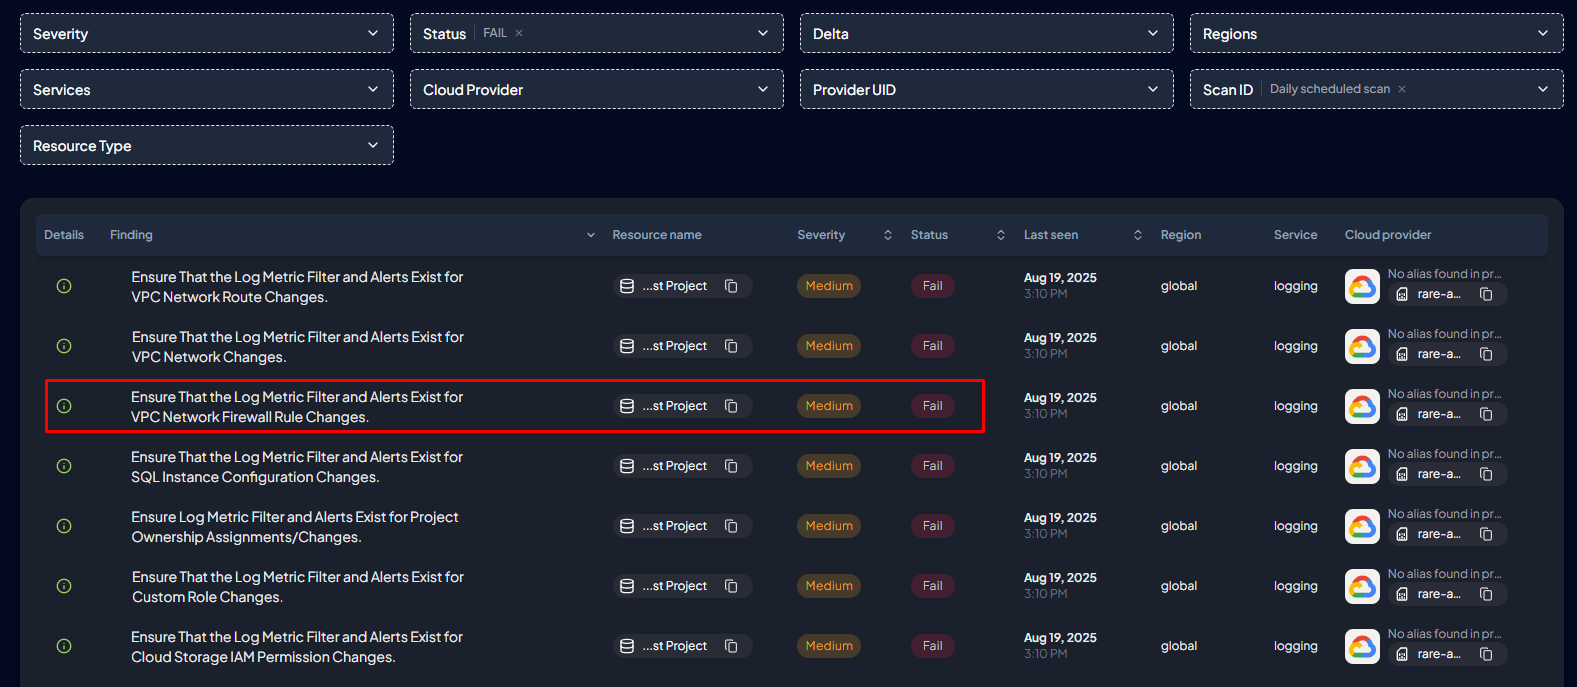 Severity
Status FAIL ×
Delta
Regions
Services
Cloud Provider
Provider UID
Scan ID Daily scheduled scan ×
Resource Type
Details Finding Resource name Severity Status Last seen Region Service Cloud provider
Ensure That the Log Metric Filter and Alerts Exist for
VPC Network Route Changes.
...st Project
Medium
Fail
Aug 19, 2025
3:10 PM
global
logging
No alias found in pr...
rare-a...
Ensure That the Log Metric Filter and Alerts Exist for
VPC Network Changes.
...st Project
Medium
Fail
Aug 19, 2025
3:10 PM
global
logging
No alias found in pr...
rare-a...
Ensure That the Log Metric Filter and Alerts Exist for
VPC Network Firewall Rule Changes.
...st Project
Medium
Fail
Aug 19, 2025
3:10 PM
global
logging
No alias found in pr...
rare-a...
Ensure That the Log Metric Filter and Alerts Exist for
SQL Instance Configuration Changes.
...st Project
Medium
Fail
Aug 19, 2025
3:10 PM
global
logging
No alias found in pr...
rare-a...
Ensure Log Metric Filter and Alerts Exist for Project
Ownership Assignments/Changes.
...st Project
Medium
Fail
Aug 19, 2025
3:10 PM
global
logging
No alias found in pr...
rare-a...
Ensure That the Log Metric Filter and Alerts Exist for
Custom Role Changes.
...st Project
Medium
Fail
Aug 19, 2025
3:10 PM
global
logging
No alias found in pr...
rare-a...
Ensure That the Log Metric Filter and Alerts Exist for
Cloud Storage IAM Permission Changes.
...st Project
Medium
Fail
Aug 19, 2025
3:10 PM
global
logging
No alias found in pr...
rare-a...